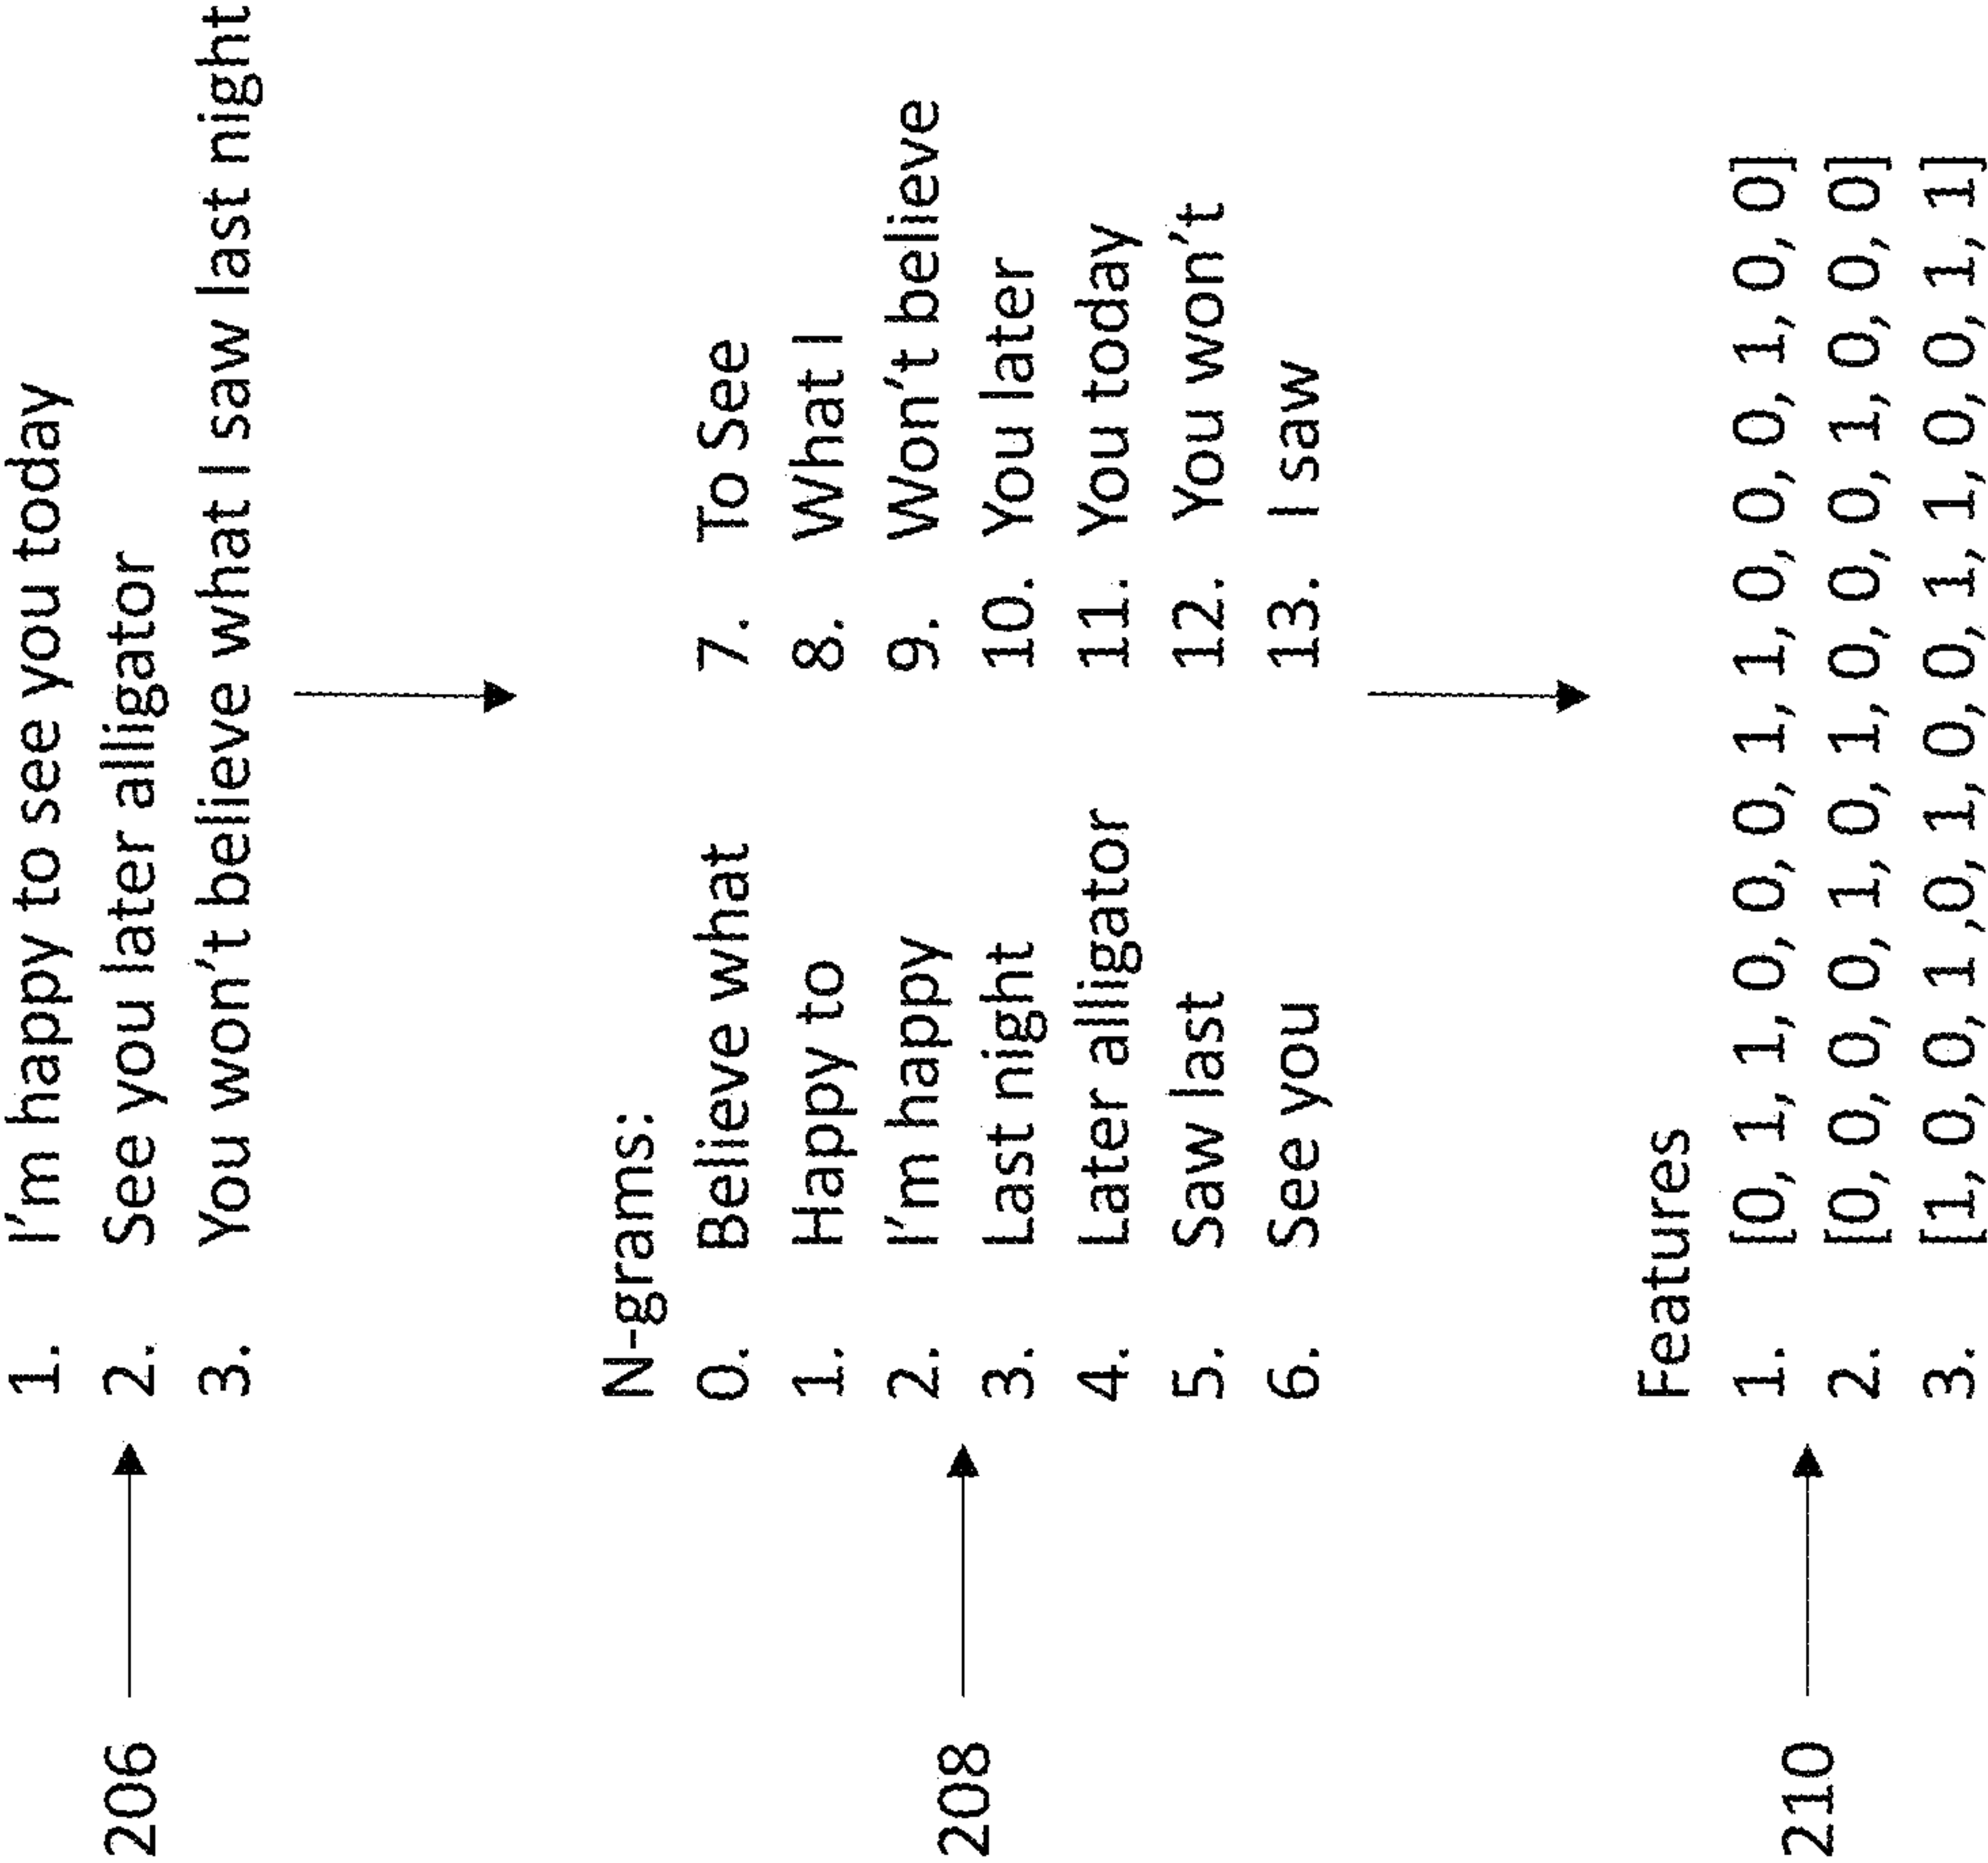 1. I'm happy to see you today
206 2. See you later alligator
3. You won't believe what I saw last night
N-grams:
0. Believe what 7. To See
1. Happy to 8. What I
2. I'm happy 9. Won't believe
208 3. Last night 10. You later
4. Later alligator 11. You today
5. Saw last 12. You won't
6. See you 13. I saw
Features
1. [0, 1, 1, 0, 0, 0, 1, 1, 0, 0, 0, 1, 0, 0]
210 2. [0, 0, 0, 0, 1, 0, 1, 0, 0, 0, 1, 0, 0, 0]
3. [1, 0, 0, 1 ,0, 1, 0, 0, 1, 1, 0, 0, 1, 1]